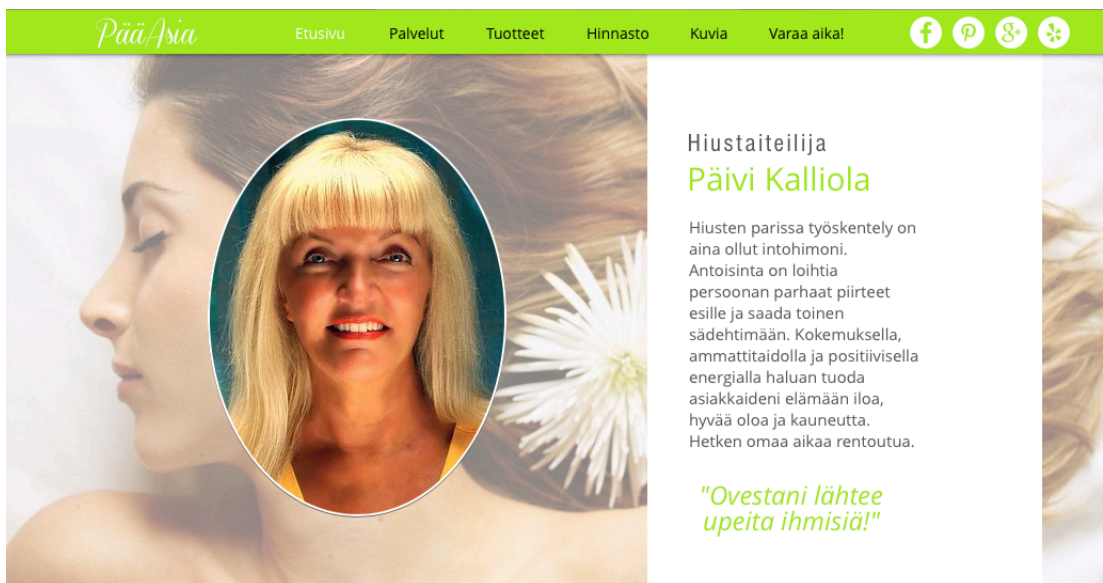 PääAsia
Etusivu Palvelut Tuotteet Hinnasto Kuvia Varaa aika!
Hiustaiteilija
Päivi Kalliola
Hiusten parissa työskentely on
aina ollut intohimoni.
Antoisinta on loihtia
persoonan parhaat piirteet
esille ja saada toinen
sädehtimään. Kokemuksella,
ammattitaidolla ja positiivisella
energialla haluan tuoda
asiakkaideni elämään iloa,
hyvää oloa ja kauneutta.
Hetken omaa aikaa rentoutua.
"Ovestani lähtee
upeita ihmisiä!"